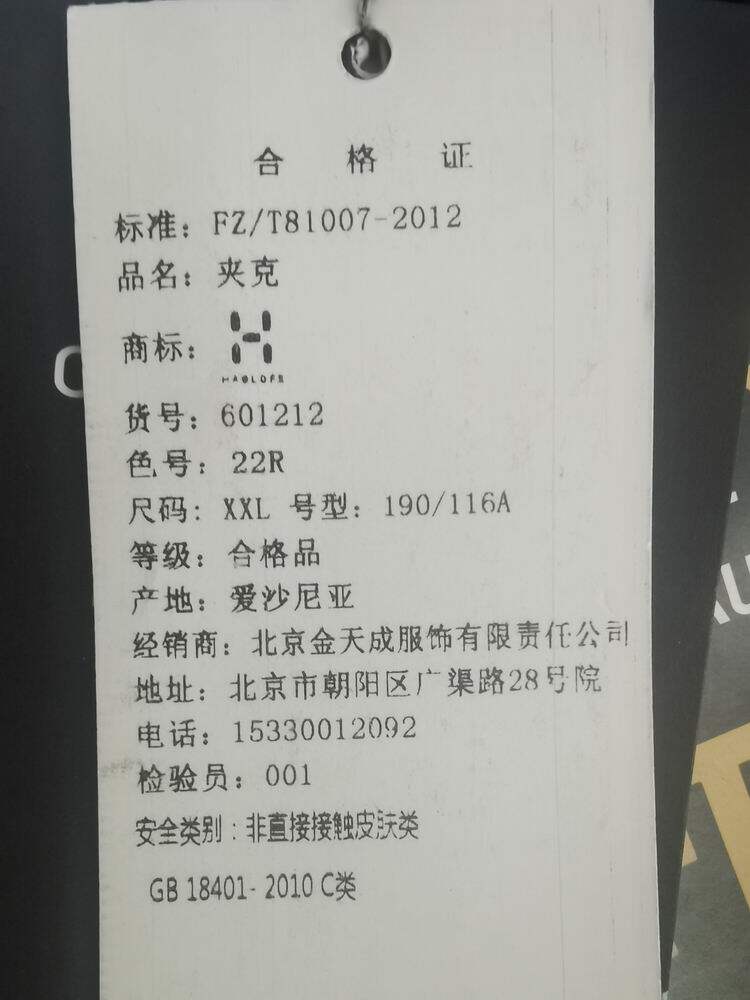 合格证
标准：FZ/T81007-2012
品名：夹克
商标：
货号：601212
色号：22R
尺码：XXL 号型：190/116A
等级：合格品
产地：爱沙尼亚
经销商：北京金天成服饰有限责任公司
地址：北京市朝阳区广渠路28号院
电话：15330012092
检验员：001
安全类别：非直接接触皮肤类
GB 18401- 2010 C类